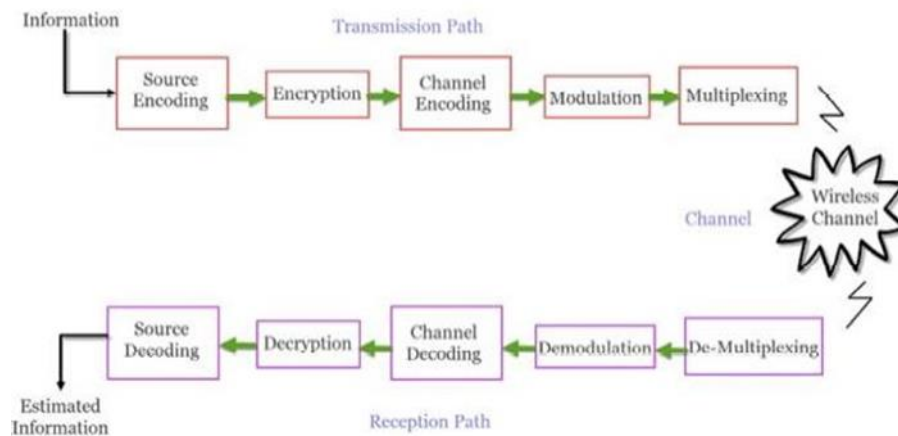 Information
Transmission Path
Source
Encoding
Encryption
Channel
Encoding
Modulation
Multiplexing
Wireless
Channel
Channel
Source
Decoding
Decryption
Channel
Decoding
Demodulation
De-Multiplexing
Estimated
Information
Reception Path